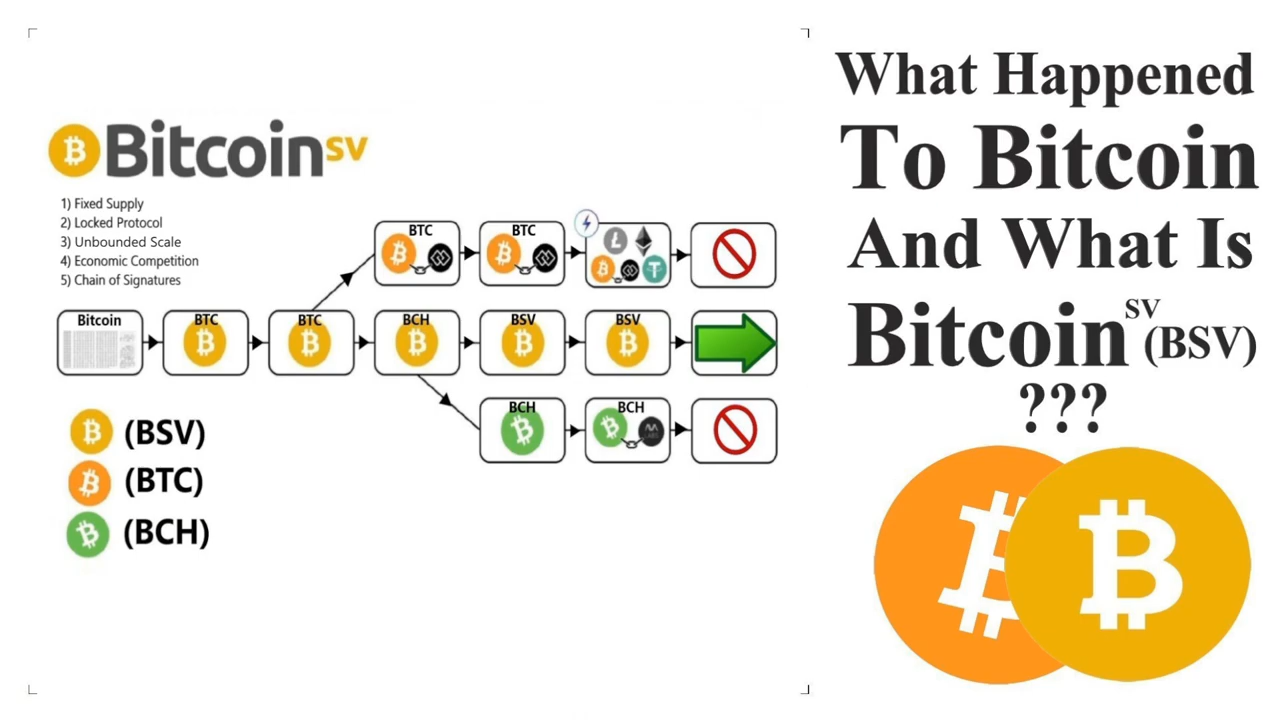 BitcoinSV
1) Fixed Supply
2) Locked Protocol
3) Unbounded Scale
4) Economic Competition
5) Chain of Signatures
BTC
BTC
Bitcoin
BTC
BTC
BCH
BSV
BSV
BCH
BCH
(BSV)
(BTC)
(BCH)
What Happened
To Bitcoin
And What Is
BitcoinSV (BSV)
???